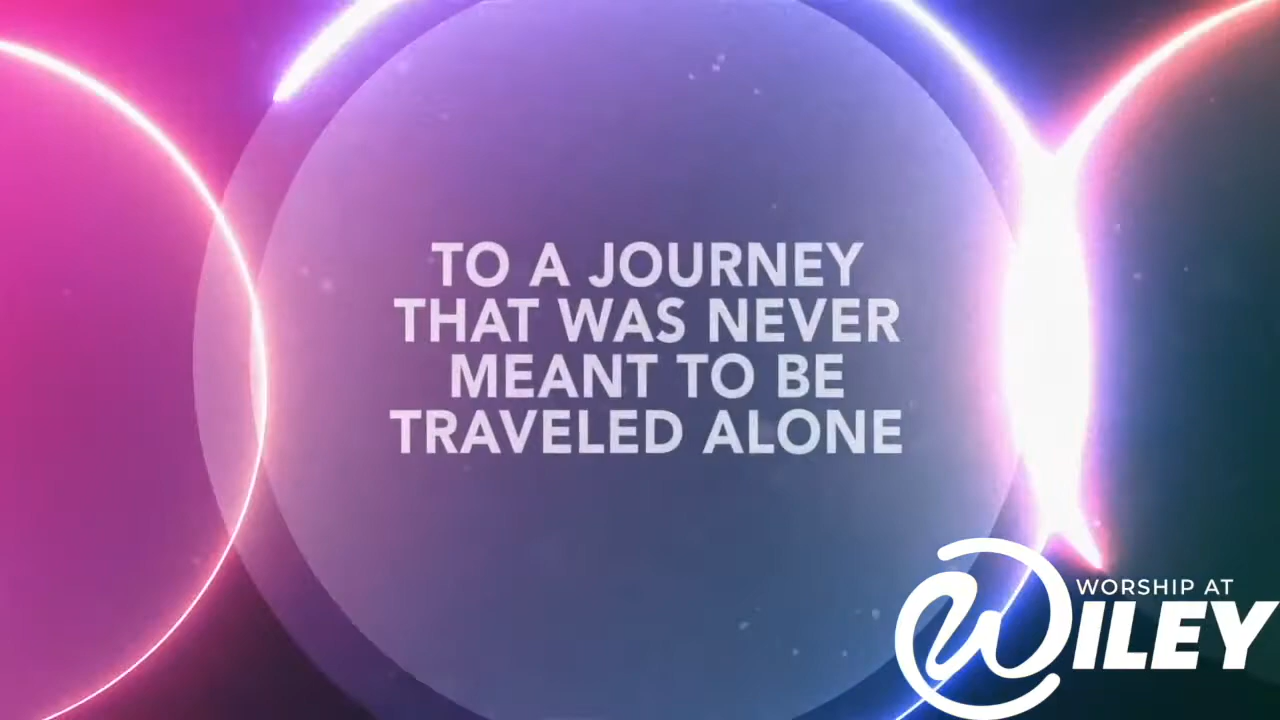 TO A JOURNEY
THAT WAS NEVER
MEANT TO BE
TRAVELED ALONE
WORSHIP AT
WILEY